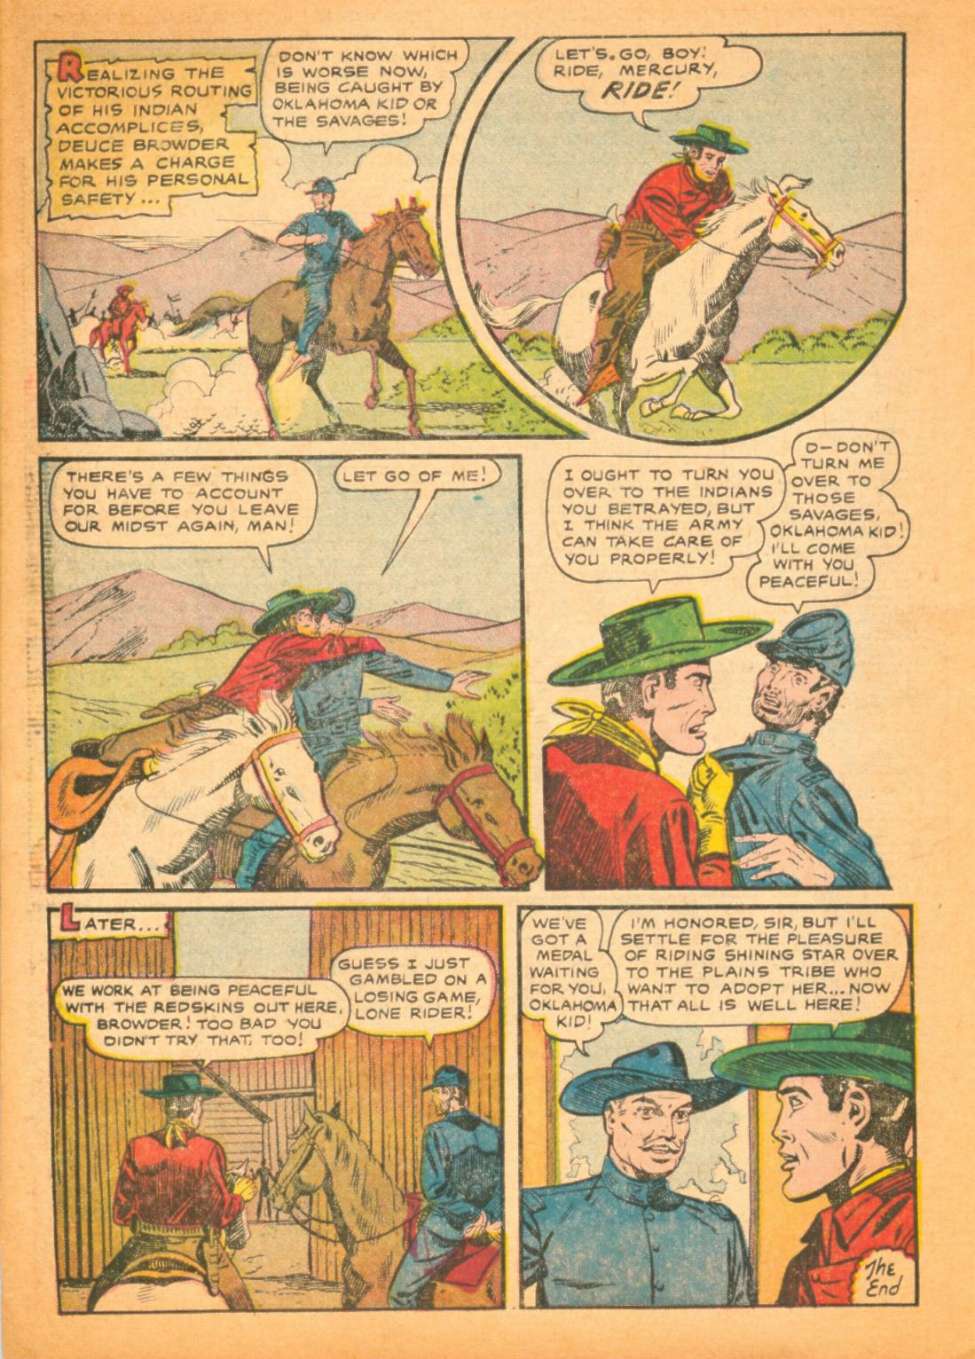 REALIZING THE
VICTORIOUS ROUTING
OF HIS INDIAN
ACCOMPLICES,
DEUCE BROWDER
MAKES A CHARGE
FOR HIS PERSONAL
SAFETY...
DON'T KNOW WHICH
IS WORSE NOW,
BEING CAUGHT BY
OKLAHOMA KID OR
THE SAVAGES!
LET'S. GO, BOY!
RIDE, MERCURY,
RIDE!
THERE'S A FEW THINGS
YOU HAVE TO ACCOUNT
FOR BEFORE YOU LEAVE
OUR MIDST AGAIN, MAN!
LET GO OF ME!
I OUGHT TO TURN YOU
OVER TO THE INDIANS
YOU BETRAYED, BUT
I THINK THE ARMY
CAN TAKE CARE OF
YOU PROPERLY!
D-DON'T
TURN ME
OVER TO
THOSE
SAVAGES,
OKLAHOMA KID!
I'LL COME
WITH YOU
PEACEFUL!
LATER...
WE WORK AT BEING PEACEFUL
WITH THE REDSKINS OUT HERE,
BROWDER! TOO BAD YOU
DIDN'T TRY THAT, TOO!
GUESS I JUST
GAMBLED ON A
LOSING GAME,
LONE RIDER!
WE'VE
GOT A
MEDAL
WAITING
FOR YOU,
OKLAHOMA
KID!
I'M HONORED, SIR, BUT I'LL
SETTLE FOR THE PLEASURE
OF RIDING SHINING STAR OVER
TO THE PLAINS TRIBE WHO
WANT TO ADOPT HER... NOW
THAT ALL IS WELL HERE!
The
End